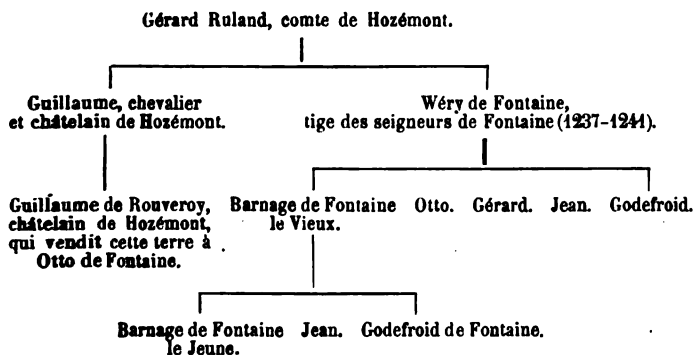 Gérard Ruland, comte de Hozémont.
Guillaume, chevalier
et châtelain de Hozémont.
Wéry de Fontaine,
tige des seigneurs de Fontaine (1237-1241).
Guillaume de Rouveroy,
châtelain de Hozémont,
qui vendit cette terre à
Otto de Fontaine.
Barnage de Fontaine
le Vieux.
Otto. Gérard. Jean. Godefroid.
Barnage de Fontaine
le Jeune.
Jean. Godefroid de Fontaine.